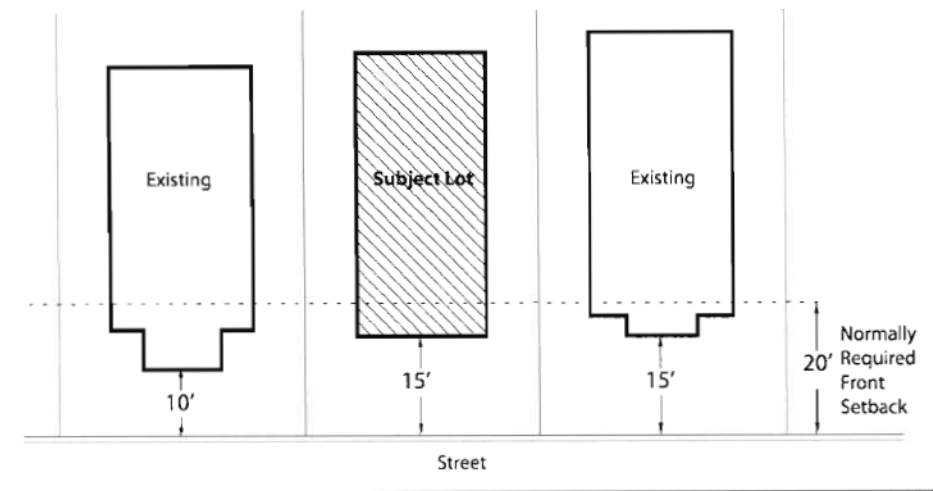 Existing
Subject Lot
Existing
10′
15′
15′
20′
Normally
Required
Front
Setback
Street